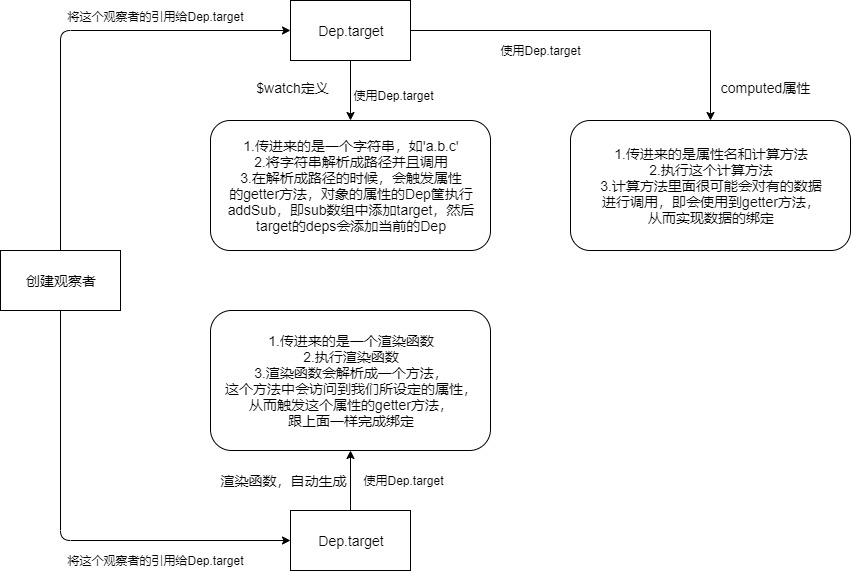 将这个观察者的引用给Dep.target
Dep.target
使用Dep.target
$watch定义
使用Dep.target
computed属性
1.传进来的是一个字符串，如'a.b.c'
2.将字符串解析成路径并且调用
3.在解析成路径的时候，会触发属性
的getter方法，对象的属性的Dep筐执行
addSub，即sub数组中添加target，然后
target的deps会添加当前的Dep
1.传进来的是属性名和计算方法
2.执行这个计算方法
3.计算方法里面很可能会对有的数据
进行调用，即会使用到getter方法，
从而实现数据的绑定
创建观察者
1.传进来的是一个渲染函数
2.执行渲染函数
3.渲染函数会解析成一个方法，
这个方法中会访问到我们所设定的属性，
从而触发这个属性的getter方法，
跟上面一样完成绑定
渲染函数，自动生成
使用Dep.target
Dep.target
将这个观察者的引用给Dep.target